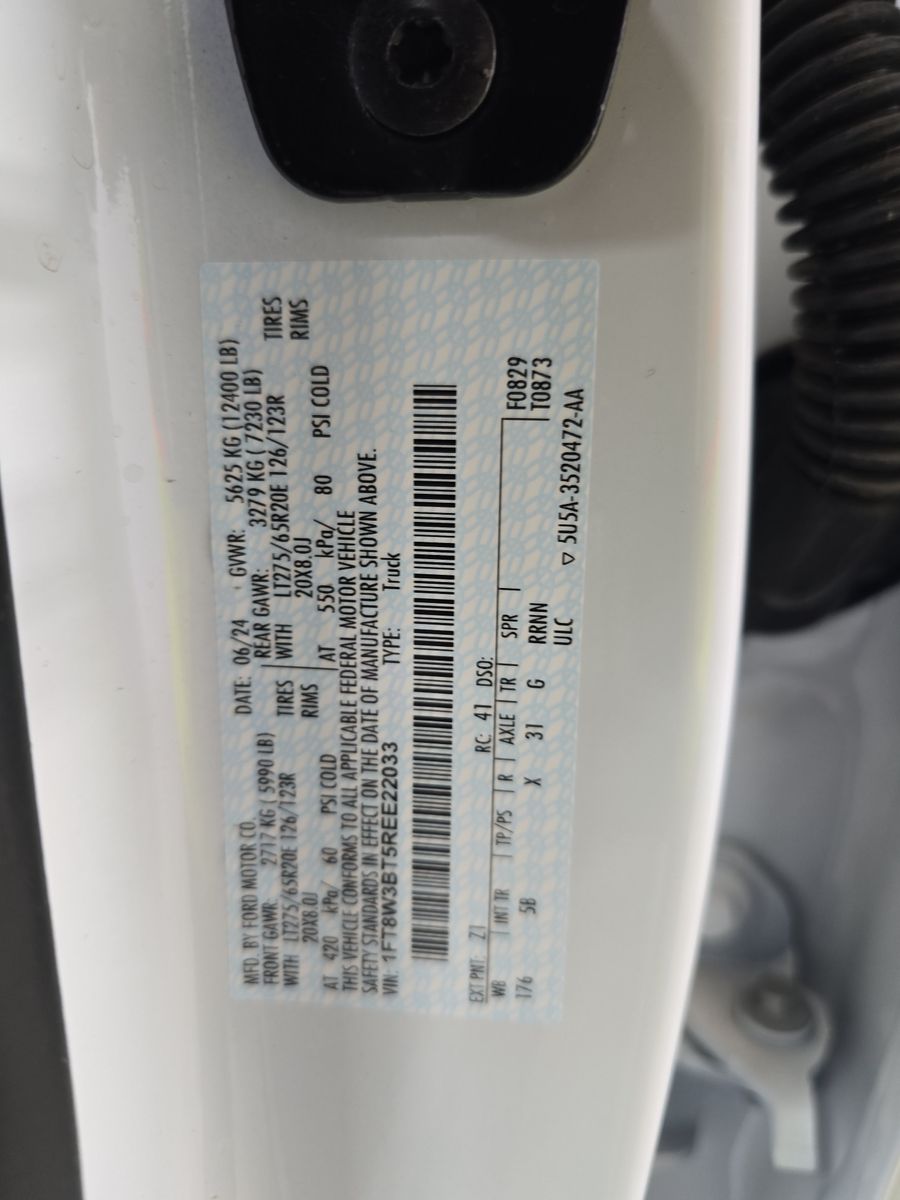 MFD. BY FORD MOTOR CO.
DATE: 06/24 GVWR: 5625 KG (12400 LB)
FRONT GAWR: 2717 KG ( 5990 LB)
REAR GAWR: 3279 KG ( 7230 LB)
WITH LT275/65R20E 126/123R TIRES
WITH LT275/65R20E 126/123R TIRES
20X8.0J RIMS
20X8.0J RIMS
AT 420 kPa/ 60 PSI COLD
AT 550 kPa/ 80 PSI COLD
THIS VEHICLE CONFORMS TO ALL APPLICABLE FEDERAL MOTOR VEHICLE
SAFETY STANDARDS IN EFFECT ON THE DATE OF MANUFACTURE SHOWN ABOVE.
VIN: 1FT8W3BT5REE22033 TYPE: Truck
EXT PNT: Z1 RC: 41 DSO:
WB INT TR TP/PS R AXLE TR SPR F0829
176 5B X 31 G RRNN T0873
ULC
▽ 5U5A-3520472-AA